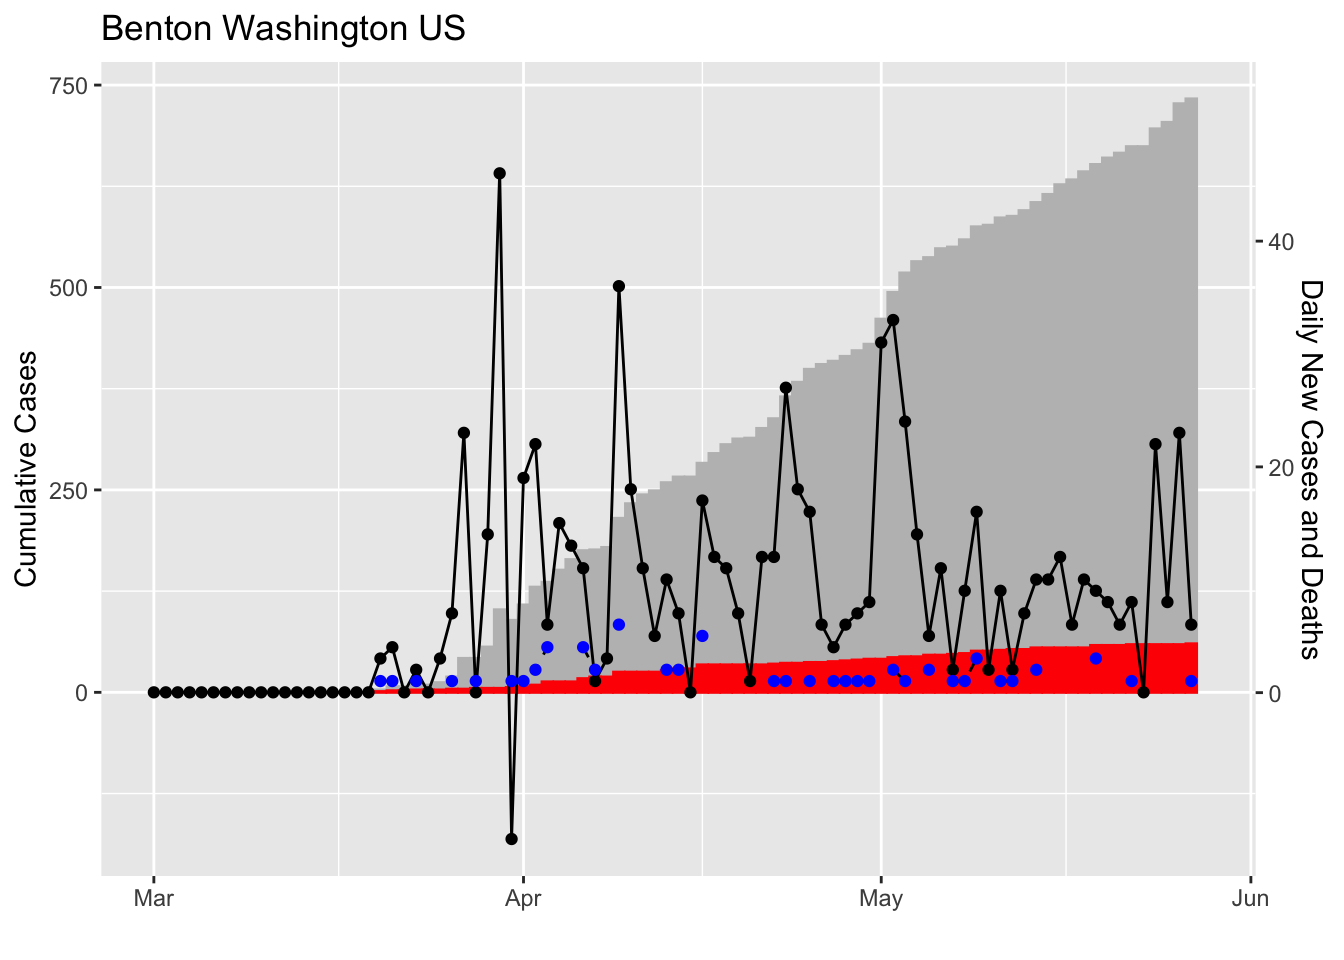 Benton Washington US
750
500
250
0
Cumulative Cases
40
20
0
Daily New Cases and Deaths
Mar
Apr
May
Jun